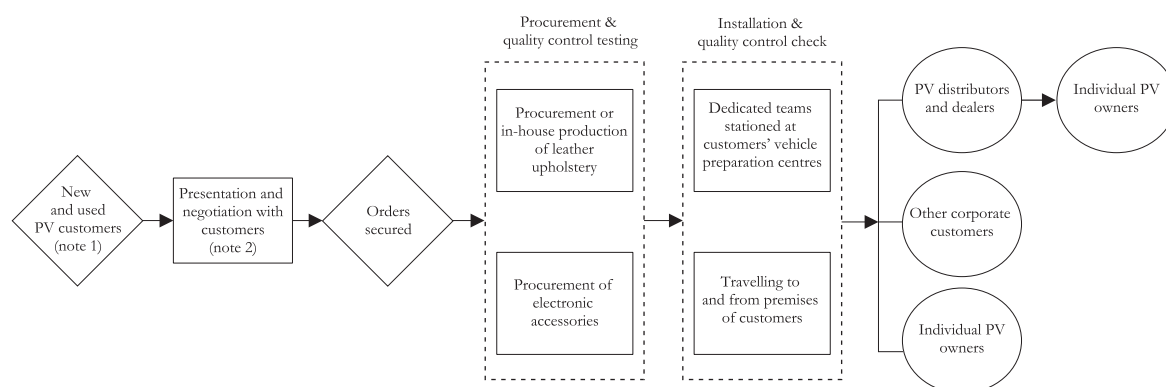 New
and used
PV customers
(note 1)
Presentation and
negotiation with
customers
(note 2)
Orders
secured
Procurement &
quality control testing
Procurement or
in-house production
of leather
upholstery
Procurement of
electronic
accessories
Installation &
quality control check
Dedicated teams
stationed at
customers’ vehicle
preparation centres
Travelling to
and from premises
of customers
PV distributors
and dealers
Individual PV
owners
Other corporate
customers
Individual PV
owners